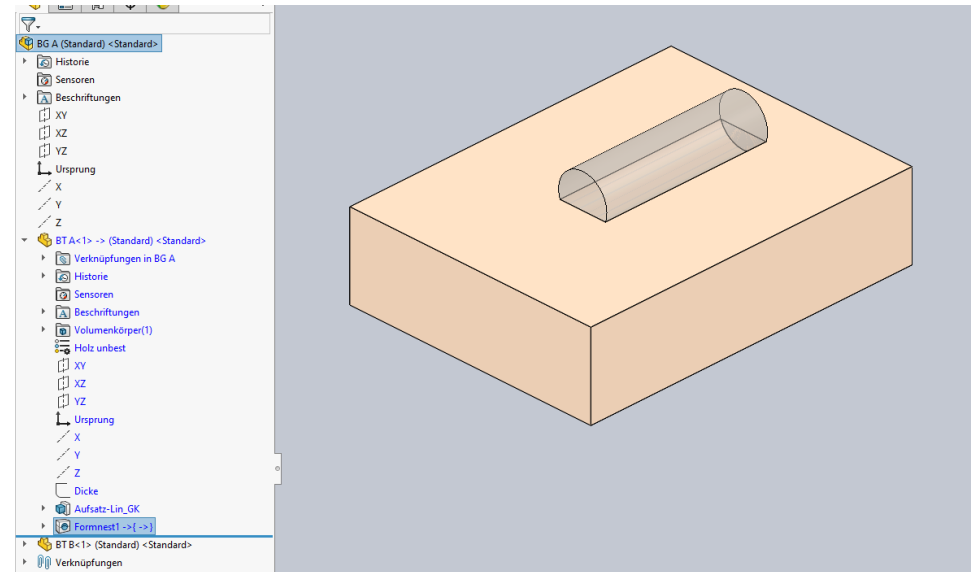 BG A (Standard) <Standard>
Historie
Sensoren
Beschriftungen
XY
XZ
YZ
Ursprung
X
Y
Z
BT A<1> -> (Standard) <Standard>
Verknüpfungen in BG A
Historie
Sensoren
Beschriftungen
Volumenkörper(1)
Holz unbest
XY
XZ
YZ
Ursprung
X
Y
Z
Dicke
Aufsatz-Lin_GK
Formnest1 ->{ ->}
BT B<1> (Standard) <Standard>
Verknüpfungen